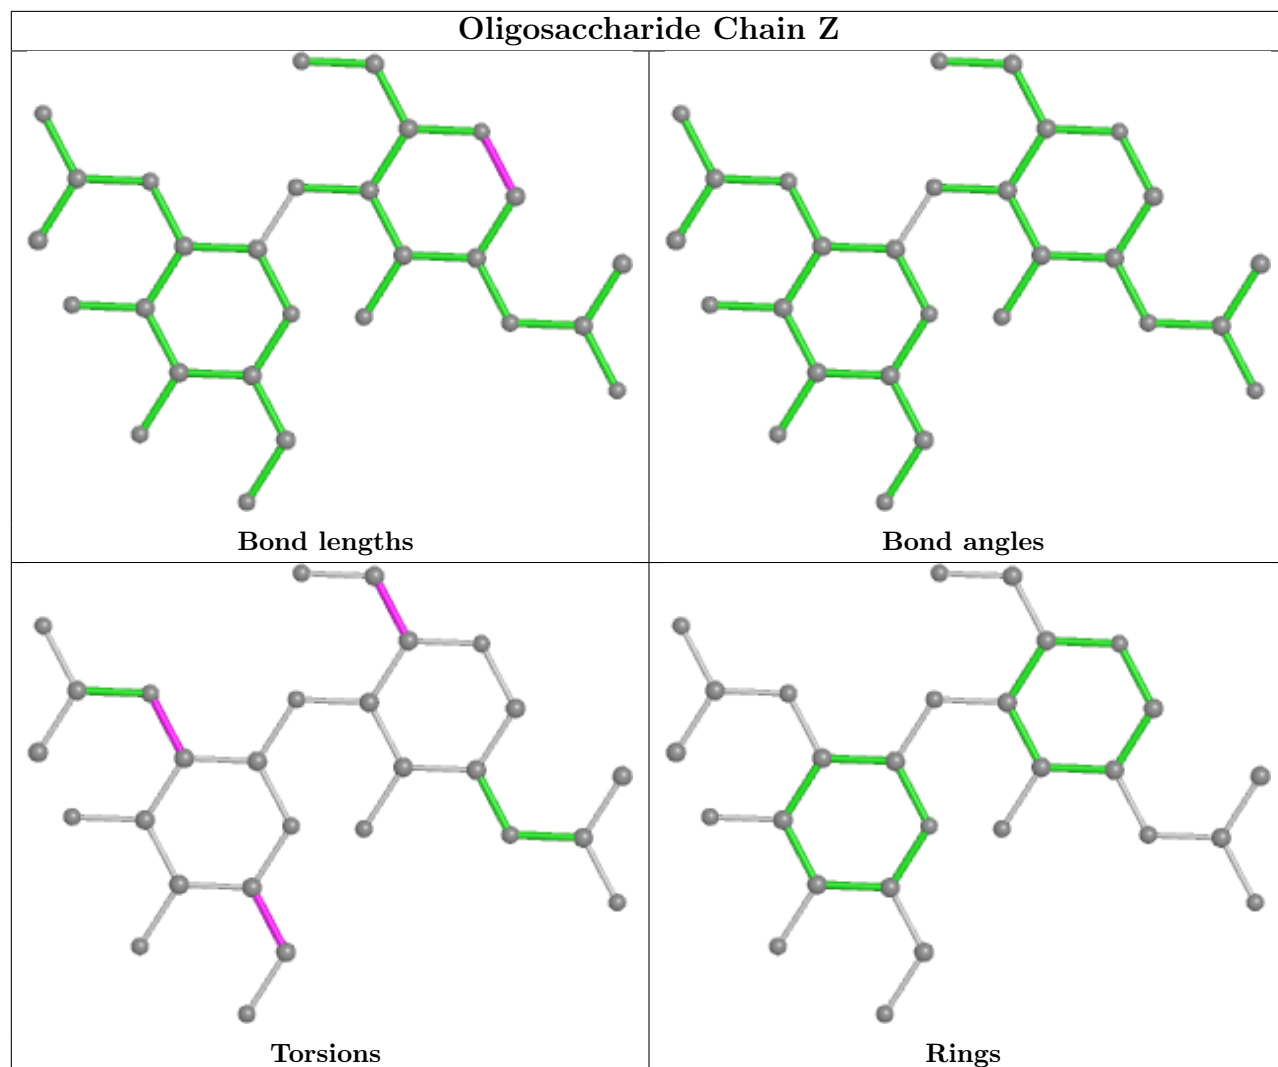 Oligosaccharide Chain Z
Bond lengths
Bond angles
Torsions
Rings